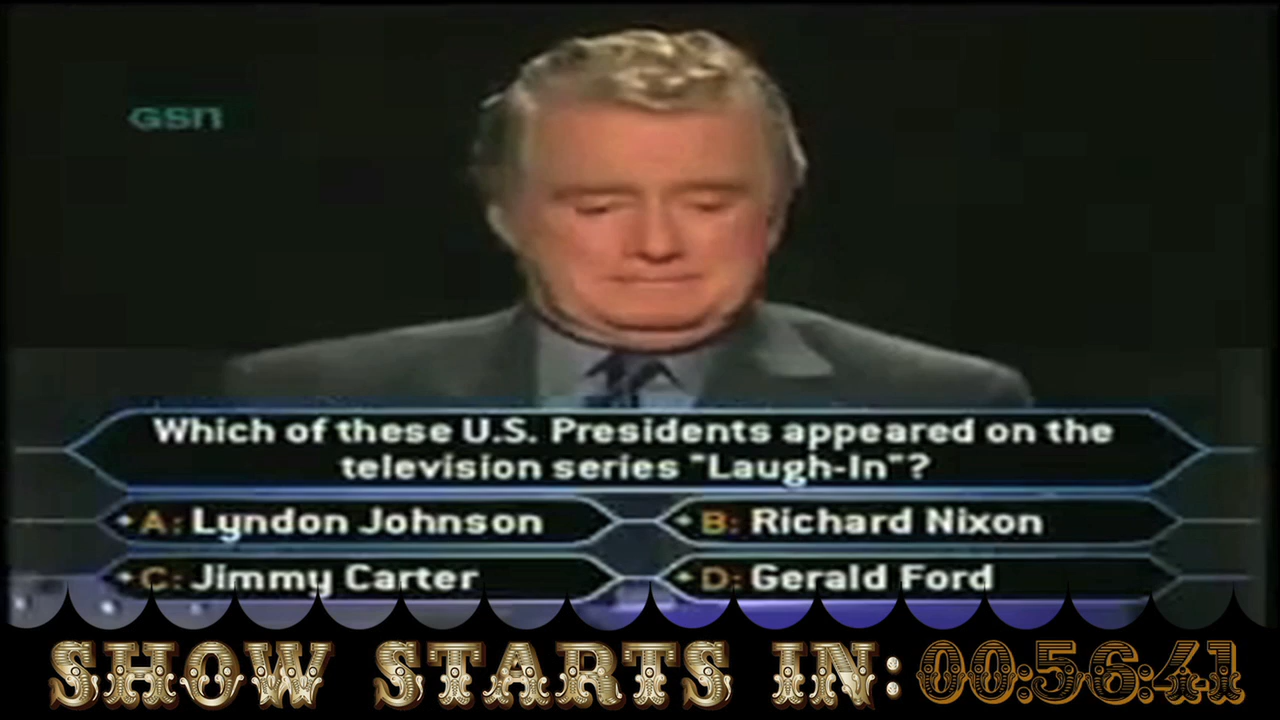 GSN
Which of these U.S. Presidents appeared on the
television series "Laugh-In"?
A: Lyndon Johnson
B: Richard Nixon
C: Jimmy Carter
D: Gerald Ford
SHOW STARTS IN: 00:56:41